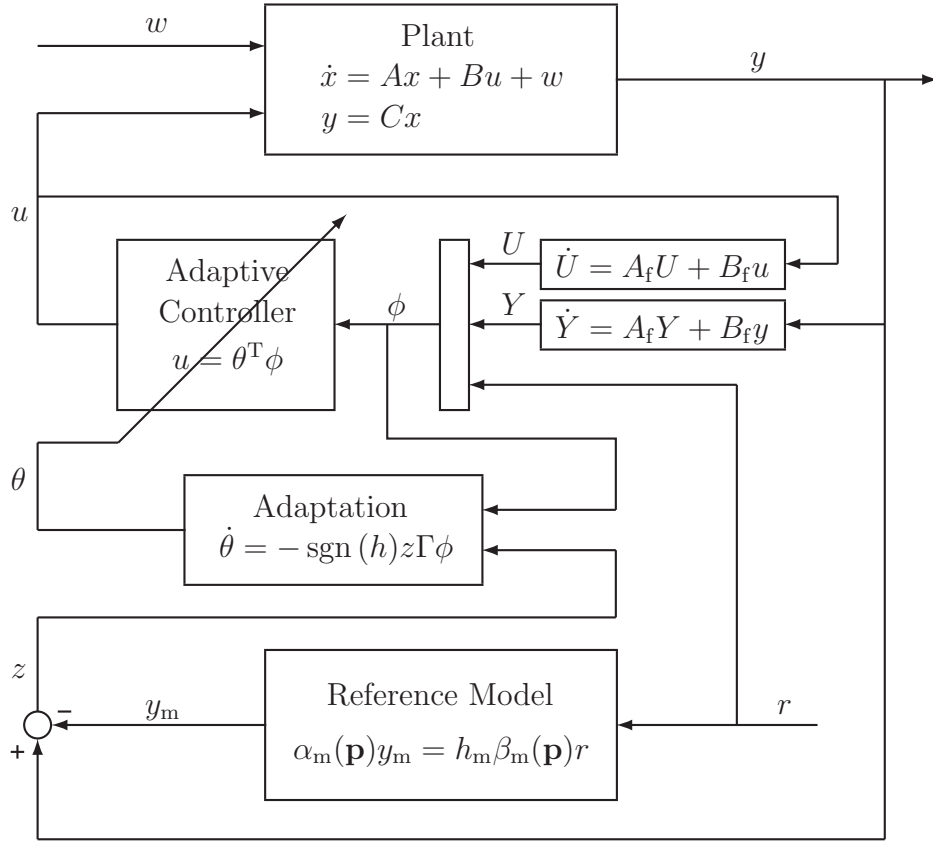 w
Plant
ẋ = Ax + Bu + w
y = Cx
y
u
Adaptive
Controller
u = θᵀφ
φ
U
U̇ = A_f U + B_f u
Y
Ẏ = A_f Y + B_f y
θ
Adaptation
θ̇ = − sgn (h)zΓφ
z
Reference Model
α_m(p)y_m = h_m β_m(p)r
y_m
r
−
+